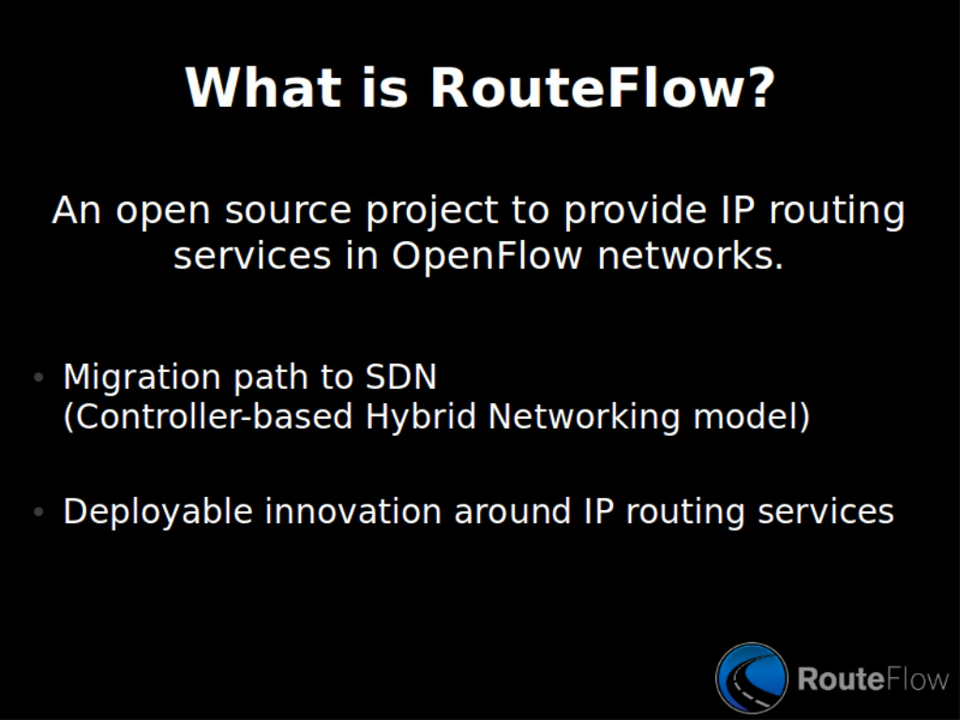 What is RouteFlow?
An open source project to provide IP routing
services in OpenFlow networks.
• Migration path to SDN
(Controller-based Hybrid Networking model)
• Deployable innovation around IP routing services
RouteFlow